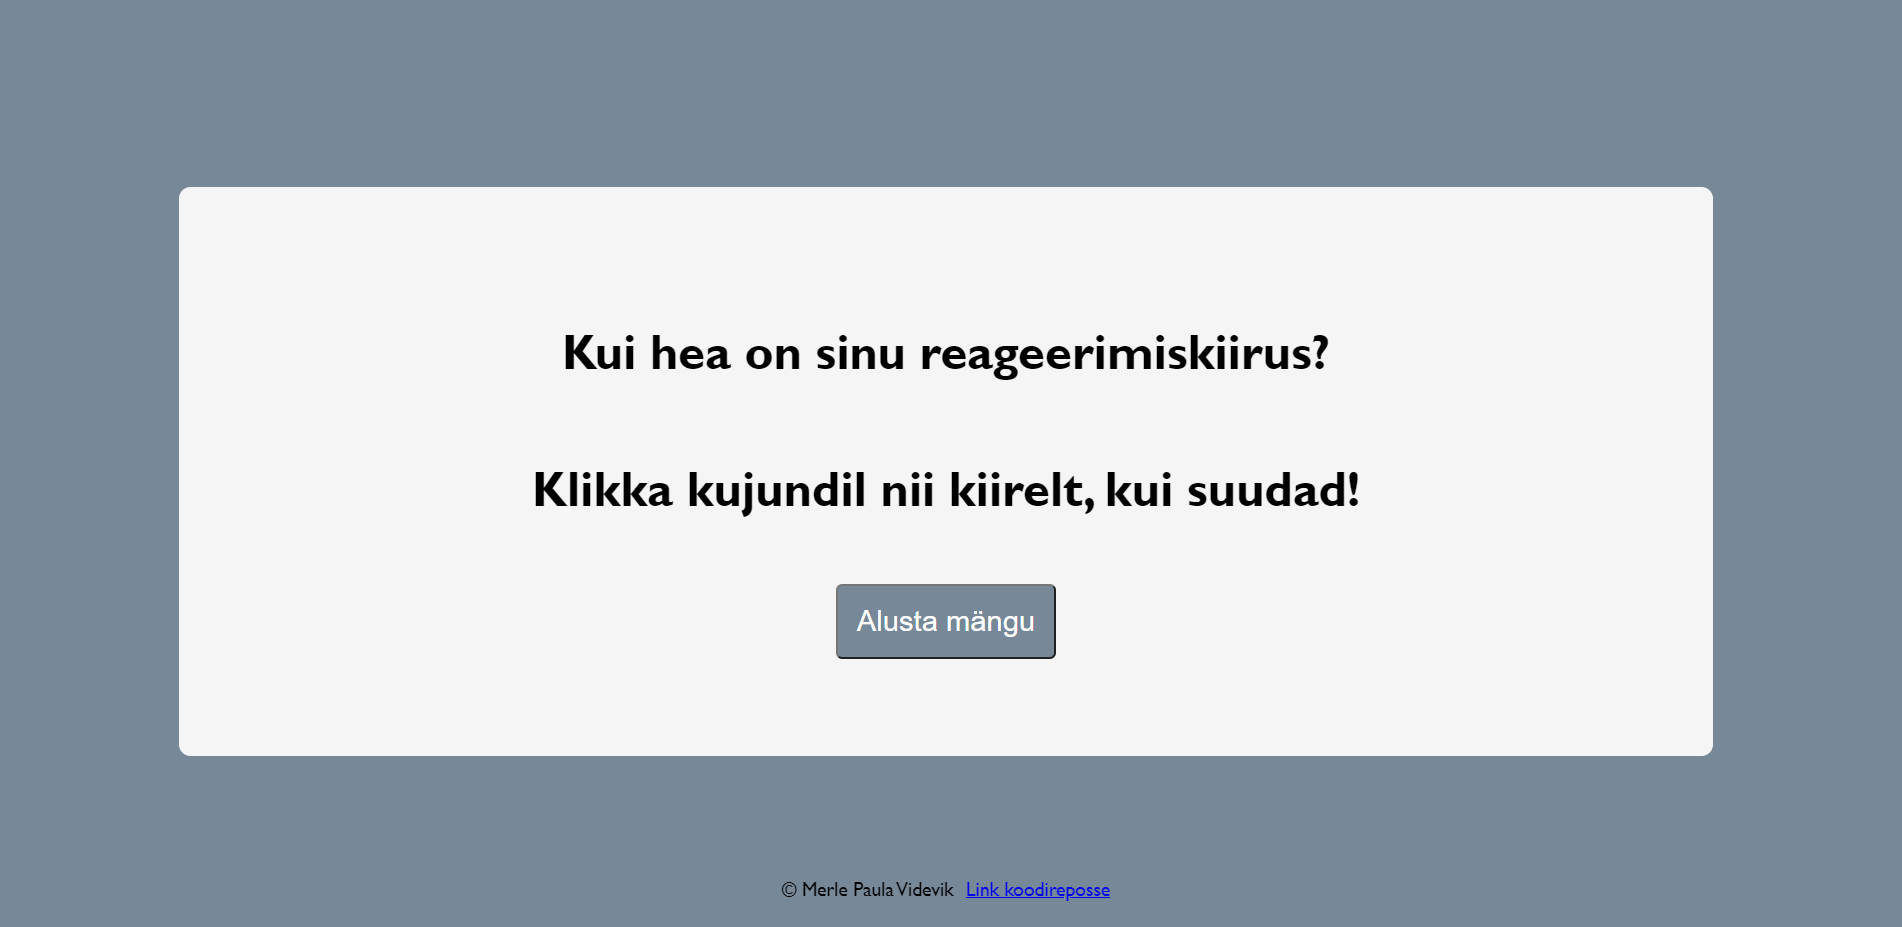 Kui hea on sinu reageerimiskiirus?
Klikka kujundil nii kiirelt, kui suudad!
Alusta mängu
© Merle Paula Videvik Link koodireposse